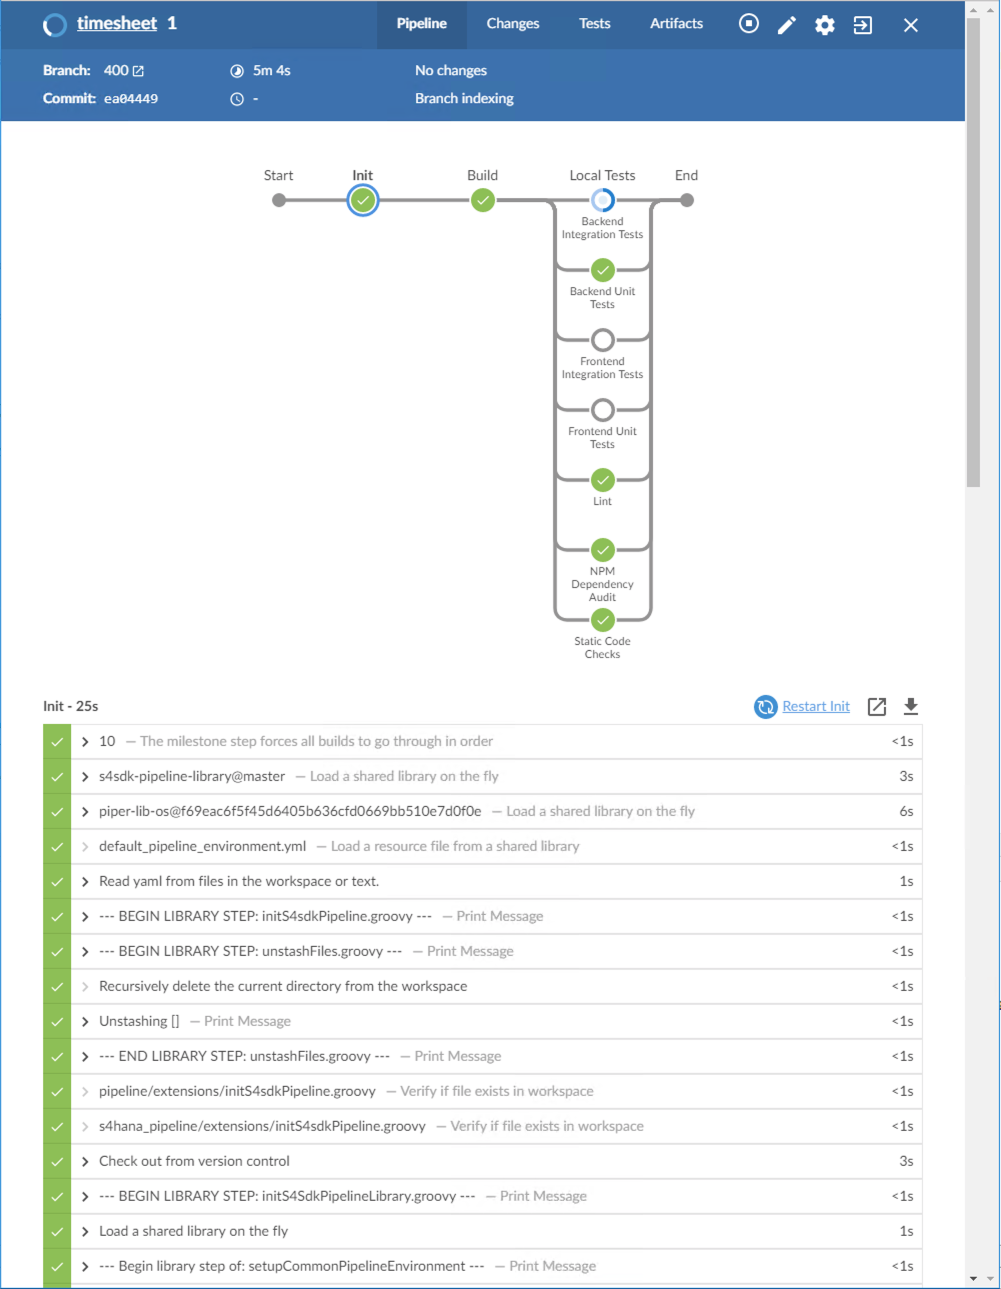 timesheet 1
Pipeline Changes Tests Artifacts
Branch: 400 5m 4s No changes
Commit: ea04449 - Branch indexing
Start Init Build Local Tests End
Backend
Integration Tests
Backend Unit
Tests
Frontend
Integration Tests
Frontend Unit
Tests
Lint
NPM
Dependency
Audit
Static Code
Checks
Init - 25s Restart Init
10 — The milestone step forces all builds to go through in order <1s
s4sdk-pipeline-library@master — Load a shared library on the fly 3s
piper-lib-os@f69eac6f5f45d6405b636cfd0669bb510e7d0f0e — Load a shared library on the fly 6s
default_pipeline_environment.yml — Load a resource file from a shared library <1s
Read yaml from files in the workspace or text. 1s
--- BEGIN LIBRARY STEP: initS4sdkPipeline.groovy --- — Print Message <1s
--- BEGIN LIBRARY STEP: unstashFiles.groovy --- — Print Message <1s
Recursively delete the current directory from the workspace <1s
Unstashing [] — Print Message <1s
--- END LIBRARY STEP: unstashFiles.groovy --- — Print Message <1s
pipeline/extensions/initS4sdkPipeline.groovy — Verify if file exists in workspace <1s
s4hana_pipeline/extensions/initS4sdkPipeline.groovy — Verify if file exists in workspace <1s
Check out from version control 3s
--- BEGIN LIBRARY STEP: initS4SdkPipelineLibrary.groovy --- — Print Message <1s
Load a shared library on the fly 1s
--- Begin library step of: setupCommonPipelineEnvironment --- — Print Message <1s